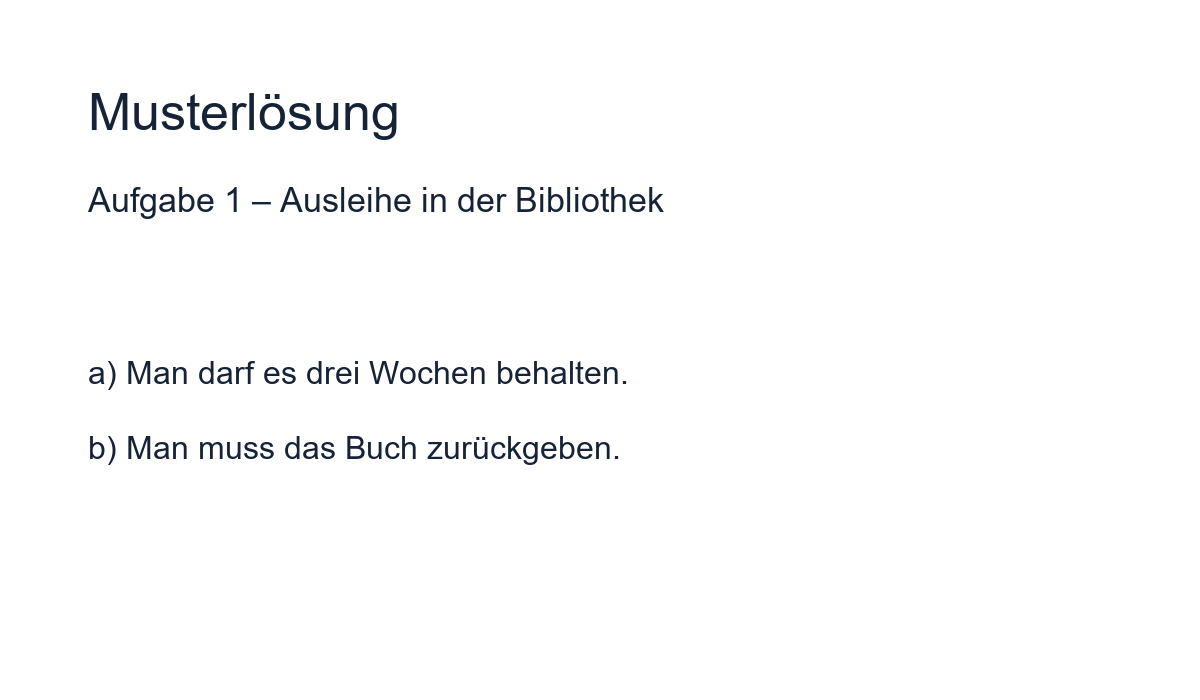 Musterlösung
Aufgabe 1 – Ausleihe in der Bibliothek
a) Man darf es drei Wochen behalten.
b) Man muss das Buch zurückgeben.